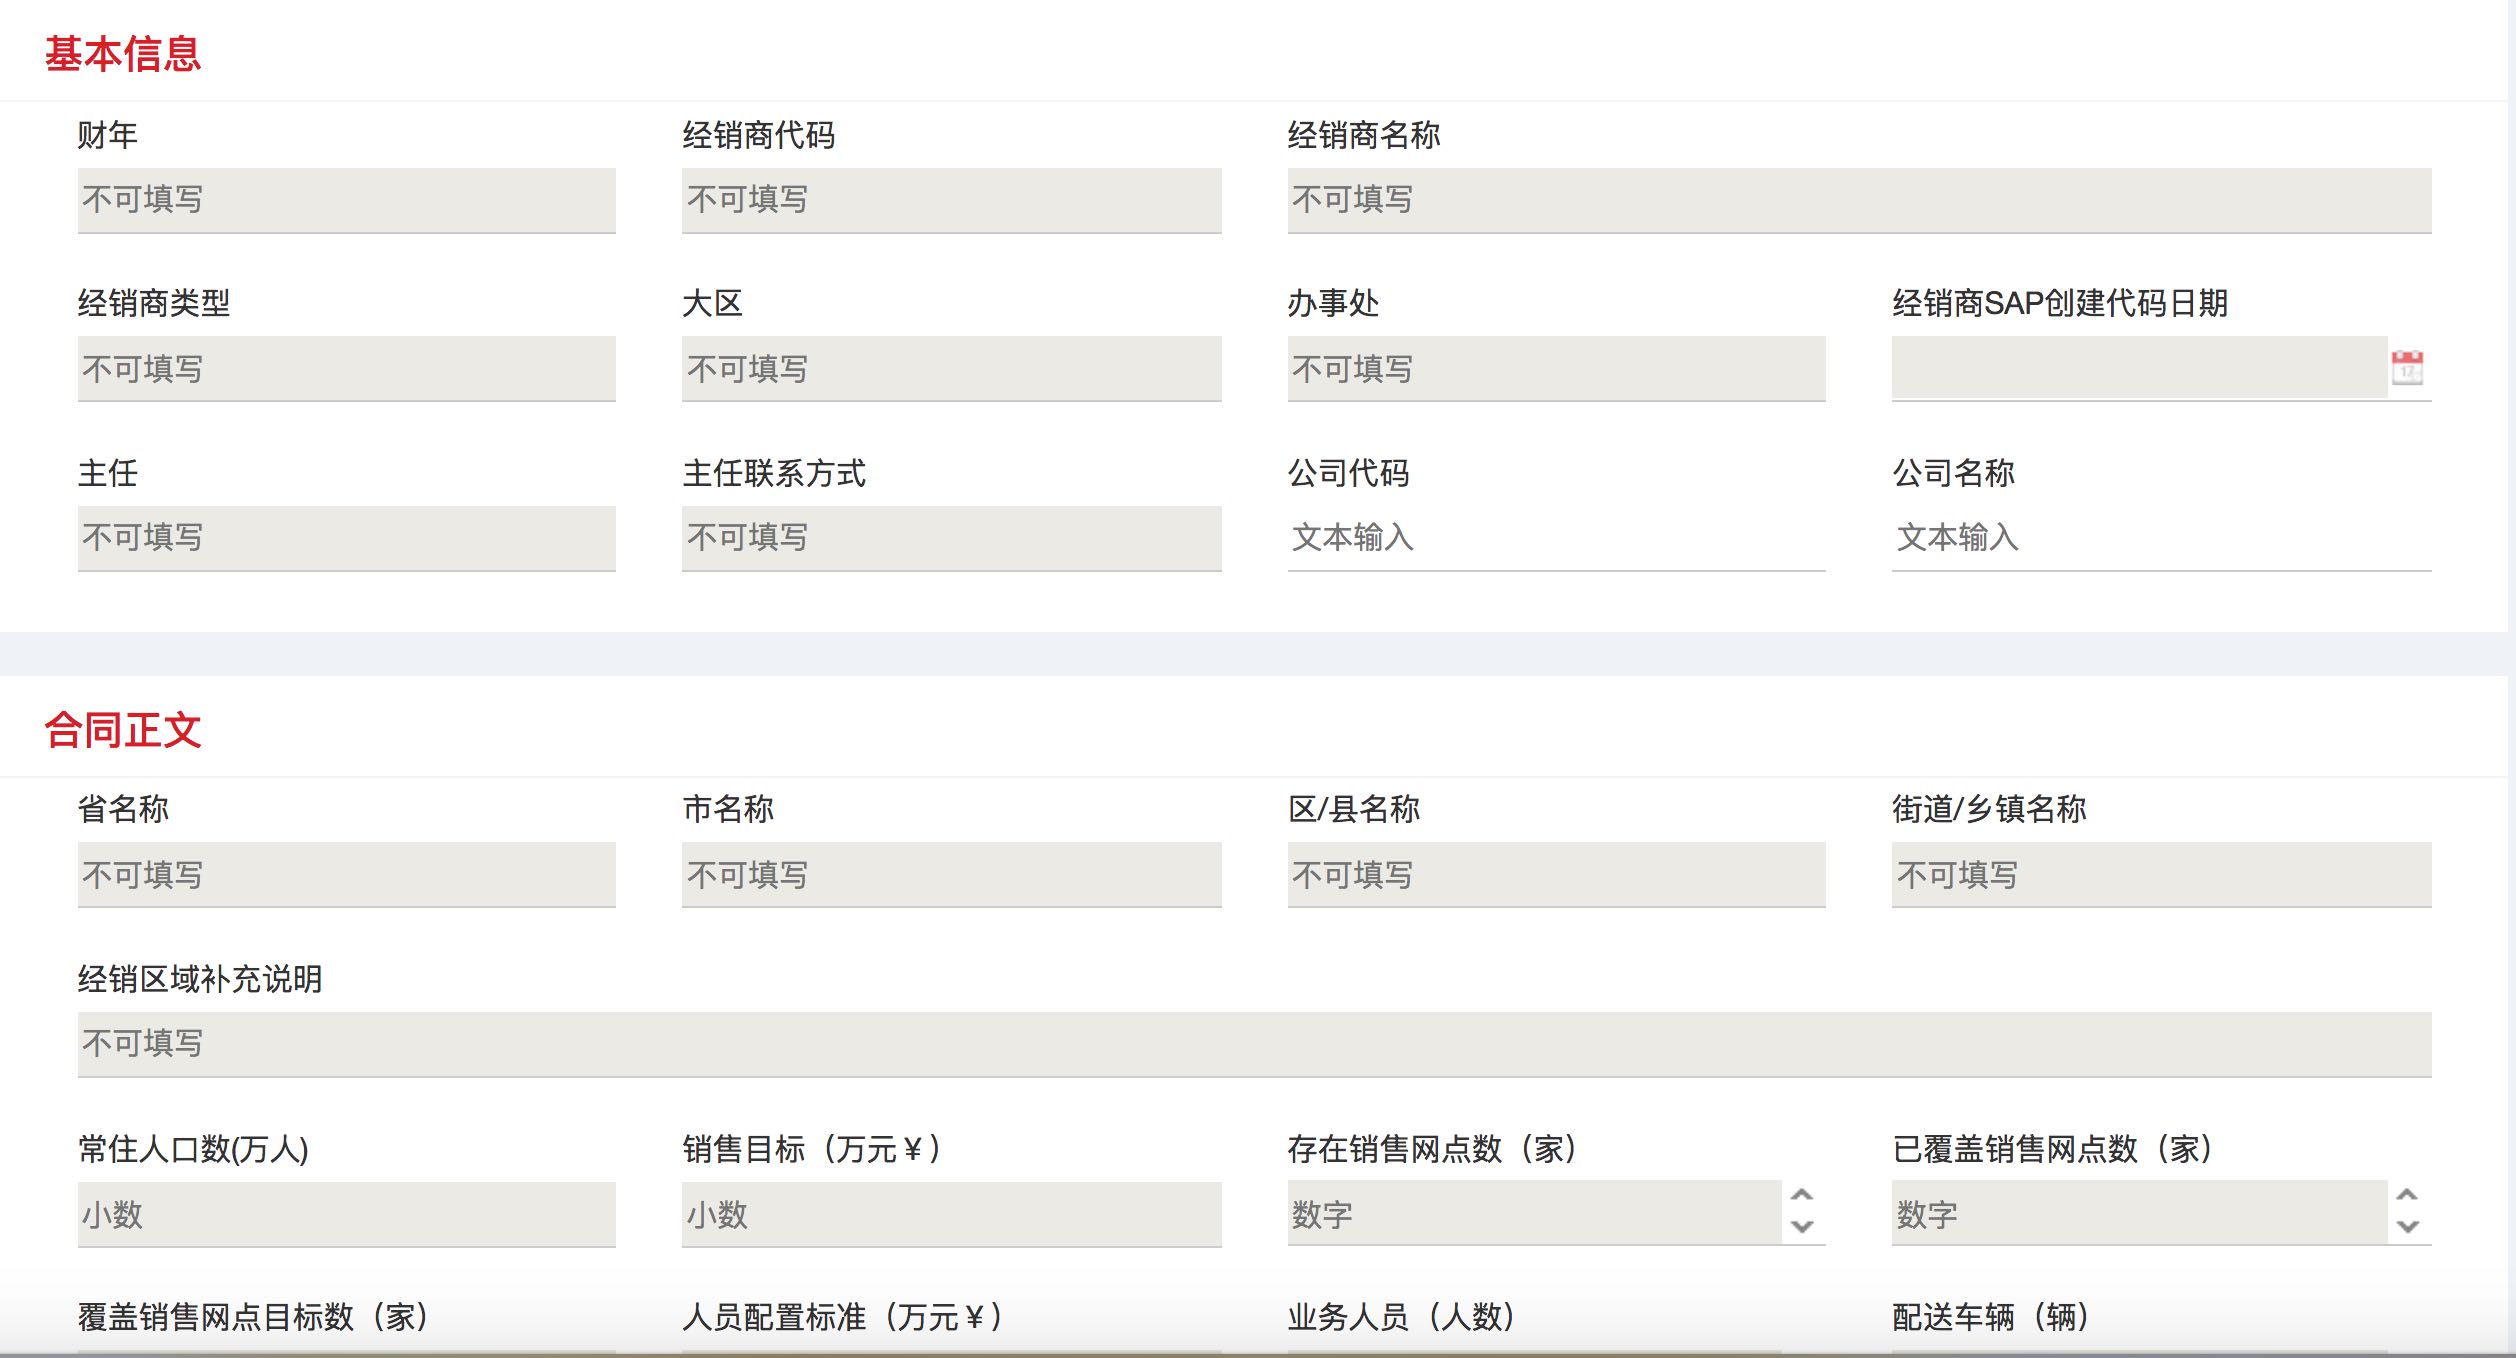 基本信息
财年 经销商代码 经销商名称
不可填写 不可填写 不可填写
经销商类型 大区 办事处 经销商SAP创建代码日期
不可填写 不可填写 不可填写 17
主任 主任联系方式 公司代码 公司名称
不可填写 不可填写 文本输入 文本输入
合同正文
省名称 市名称 区/县名称 街道/乡镇名称
不可填写 不可填写 不可填写 不可填写
经销区域补充说明
不可填写
常住人口数(万人) 销售目标（万元￥） 存在销售网点数（家） 已覆盖销售网点数（家）
小数 小数 数字 数字
覆盖销售网点目标数（家） 人员配置标准（万元￥） 业务人员（人数） 配送车辆（辆）